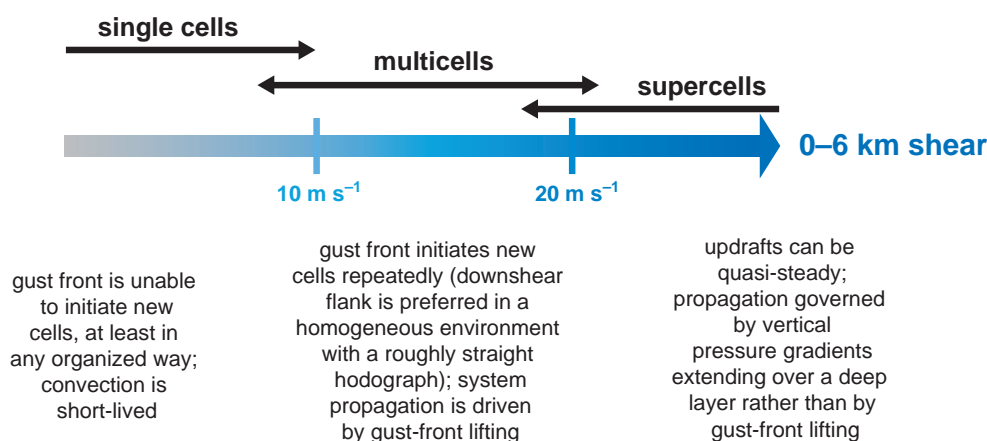 single cells
multicells
supercells
0–6 km shear
10 m s⁻¹
20 m s⁻¹
gust front is unable
to initiate new
cells, at least in
any organized way;
convection is
short-lived
gust front initiates new
cells repeatedly (downshear
flank is preferred in a
homogeneous environment
with a roughly straight
hodograph); system
propagation is driven
by gust-front lifting
updrafts can be
quasi-steady;
propagation governed
by vertical
pressure gradients
extending over a deep
layer rather than by
gust-front lifting